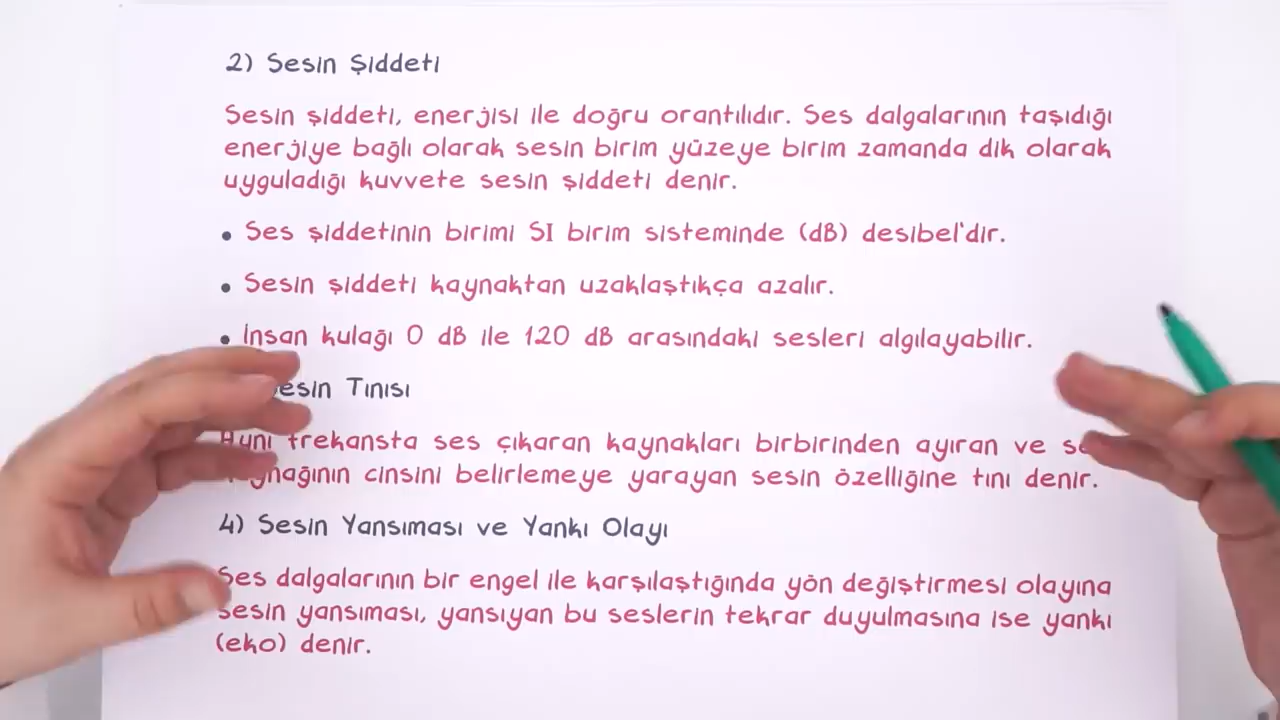 2) Sesin Şiddeti
Sesin şiddeti, enerjisi ile doğru orantılıdır. Ses dalgalarının taşıdığı
enerjiye bağlı olarak sesin birim yüzeye birim zamanda dik olarak
uyguladığı kuvvete sesin şiddeti denir.
• Ses şiddetinin birimi SI birim sisteminde (dB) desibel'dir.
• Sesin şiddeti kaynaktan uzaklaştıkça azalır.
• İnsan kulağı 0 dB ile 120 dB arasındaki sesleri algılayabilir.
Sesin Tınısı
Aynı frekansta ses çıkaran kaynakları birbirinden ayıran ve
cinsini belirlemeye yarayan sesin özelliğine tını denir.
4) Sesin Yansıması ve Yankı Olayı
Ses dalgalarının bir engel ile karşılaştığında yön değiştirmesi olayına
sesin yansıması, yansıyan bu seslerin tekrar duyulmasına ise yankı
(eko) denir.